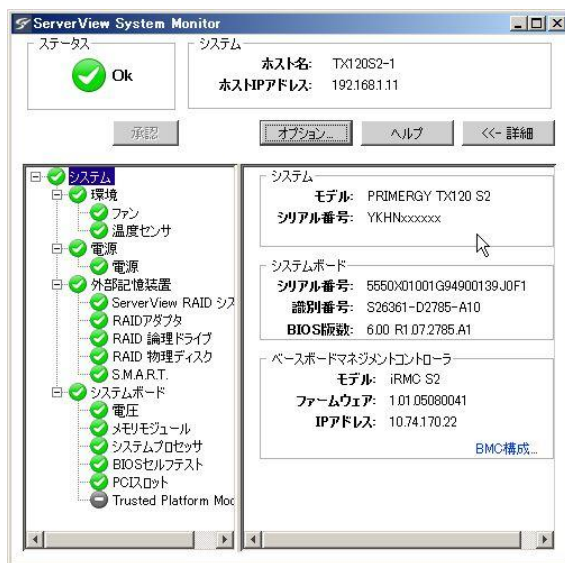 ServerView System Monitor
ステータス
Ok
システム
ホスト名: TX120S2-1
ホストIPアドレス: 192.168.1.11
承認
オプション...
ヘルプ
<<- 詳細
システム
環境
ファン
温度センサ
電源
電源
外部記憶装置
ServerView RAID シス
RAIDアダプタ
RAID 論理ドライブ
RAID 物理ディスク
S.M.A.R.T.
システムボード
電圧
メモリモジュール
システムプロセッサ
BIOSセルフテスト
PCIスロット
Trusted Platform Mod
システム
モデル: PRIMERGY TX120 S2
シリアル番号: YKHNxxxxxx
システムボード
シリアル番号: 5550X01001G94900139J0F1
識別番号: S26361-D2785-A10
BIOS版数: 6.00 R1.07.2785.A1
ベースボードマネジメントコントローラ
モデル: iRMC S2
ファームウェア: 1.01.05080041
IPアドレス: 10.74.170.22
BMC構成...